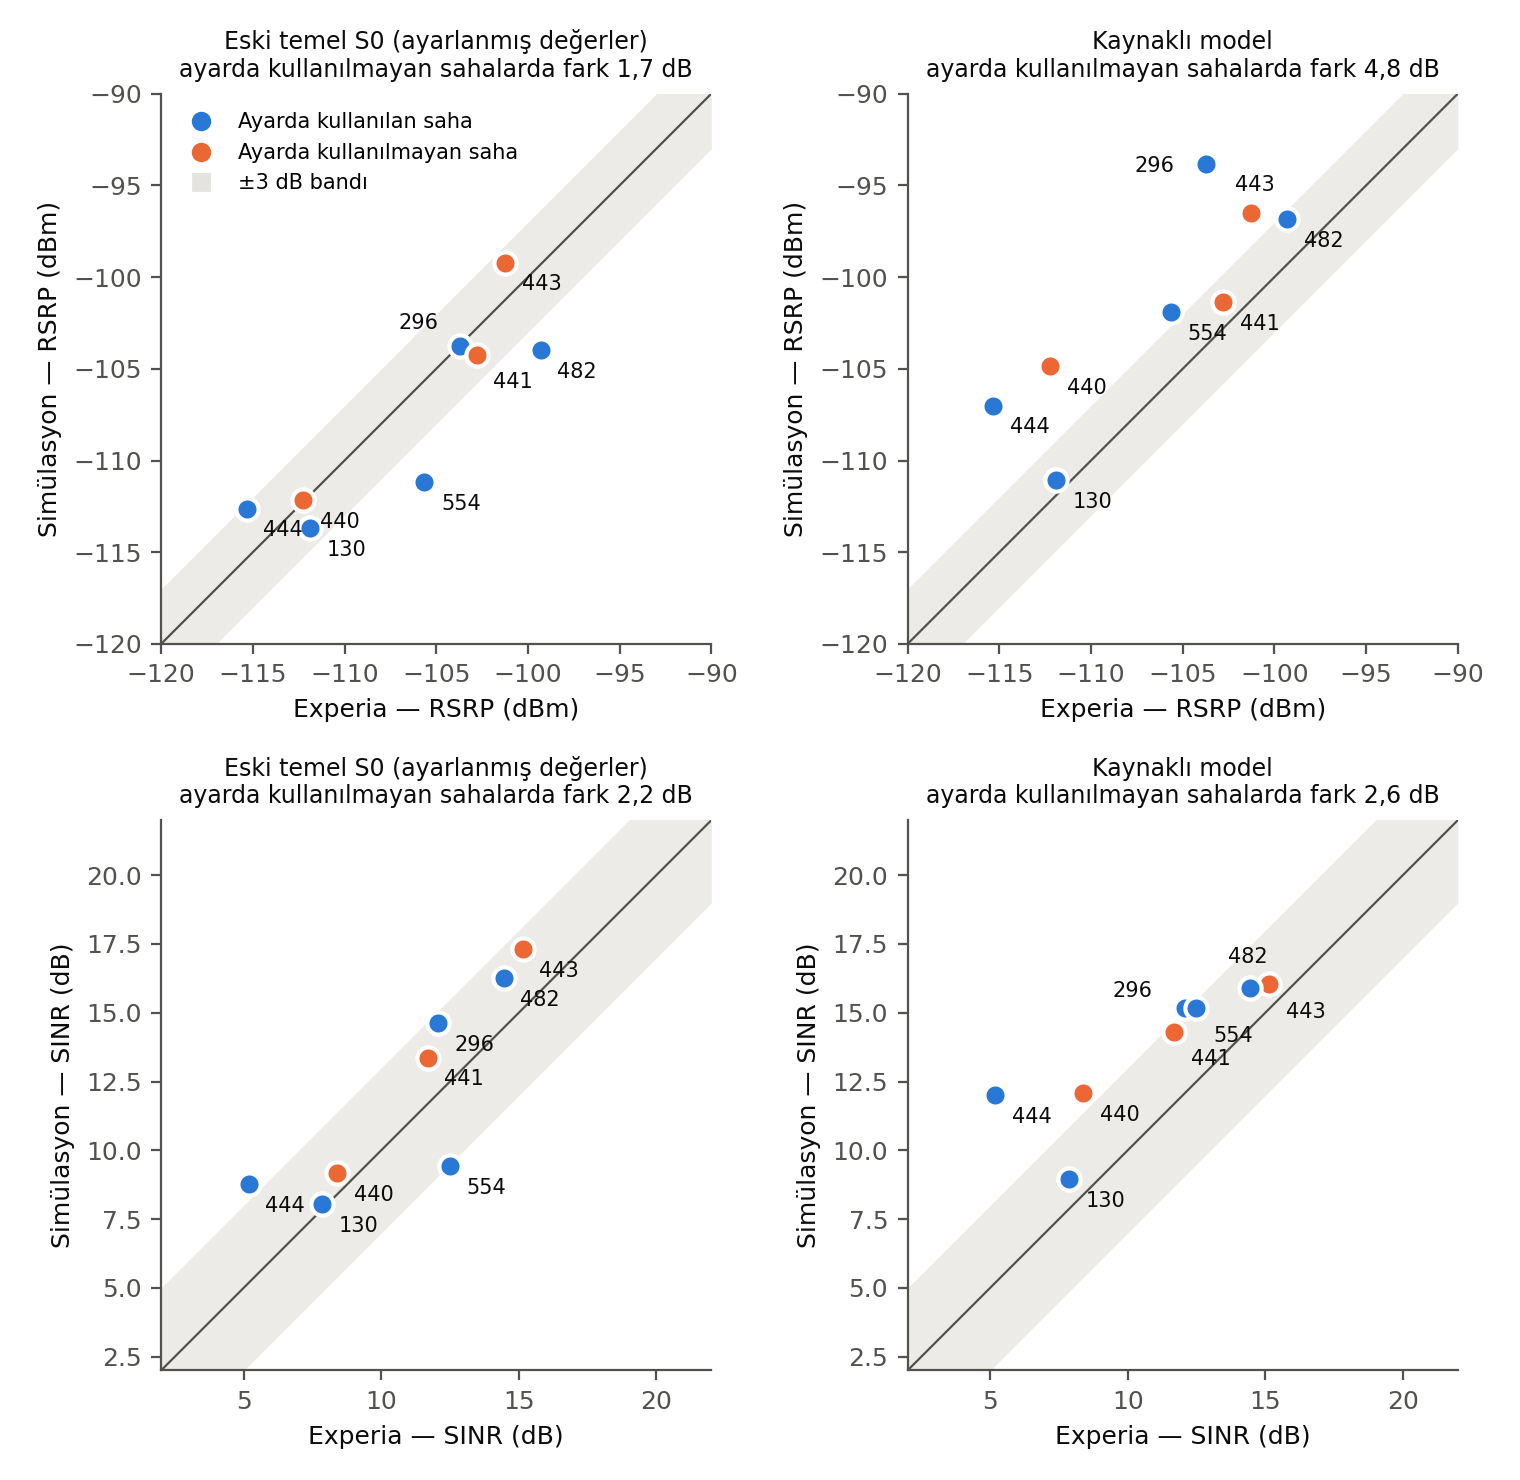 Eski temel S0 (ayarlanmış değerler)
ayarda kullanılmayan sahalarda fark 1,7 dB
Ayarda kullanılan saha
Ayarda kullanılmayan saha
±3 dB bandı
−90
−95
−100
−105
−110
−115
−120
Simülasyon — RSRP (dBm)
443
296
441
482
554
444
440
130
−120 −115 −110 −105 −100 −95 −90
Experia — RSRP (dBm)
Kaynaklı model
ayarda kullanılmayan sahalarda fark 4,8 dB
−90
−95
−100
−105
−110
−115
−120
Simülasyon — RSRP (dBm)
296
443
482
554
441
440
444
130
−120 −115 −110 −105 −100 −95 −90
Experia — RSRP (dBm)
Eski temel S0 (ayarlanmış değerler)
ayarda kullanılmayan sahalarda fark 2,2 dB
20.0
17.5
15.0
12.5
10.0
7.5
5.0
2.5
Simülasyon — SINR (dB)
443
482
296
441
554
440
444
130
5 10 15 20
Experia — SINR (dB)
Kaynaklı model
ayarda kullanılmayan sahalarda fark 2,6 dB
20.0
17.5
15.0
12.5
10.0
7.5
5.0
2.5
Simülasyon — SINR (dB)
482
296
443
554
441
444
440
130
5 10 15 20
Experia — SINR (dB)